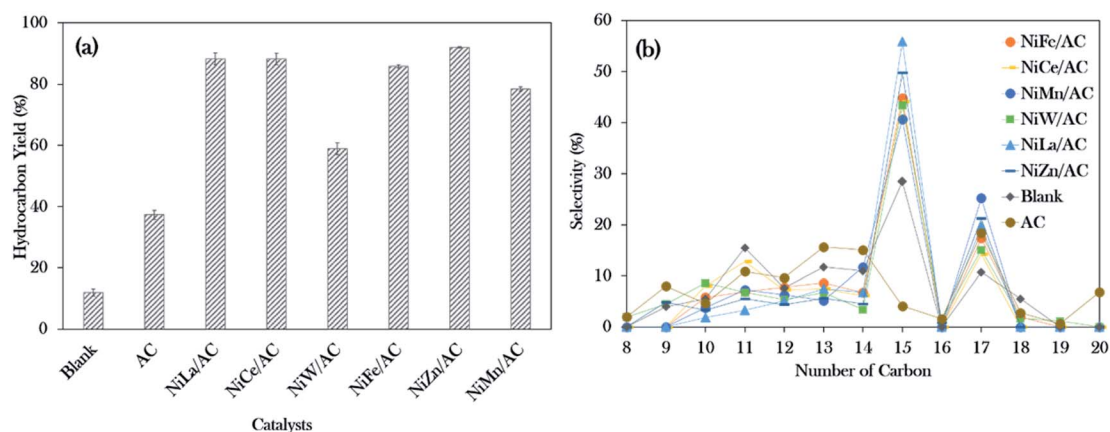 (a)
Hydrocarbon Yield (%)
100
80
60
40
20
0
Blank
AC
NiLa/AC
NiCe/AC
NiW/AC
NiFe/AC
NiZn/AC
NiMn/AC
Catalysts
(b)
Selectivity (%)
60
50
40
30
20
10
0
8 9 10 11 12 13 14 15 16 17 18 19 20
Number of Carbon
NiFe/AC
NiCe/AC
NiMn/AC
NiW/AC
NiLa/AC
NiZn/AC
Blank
AC